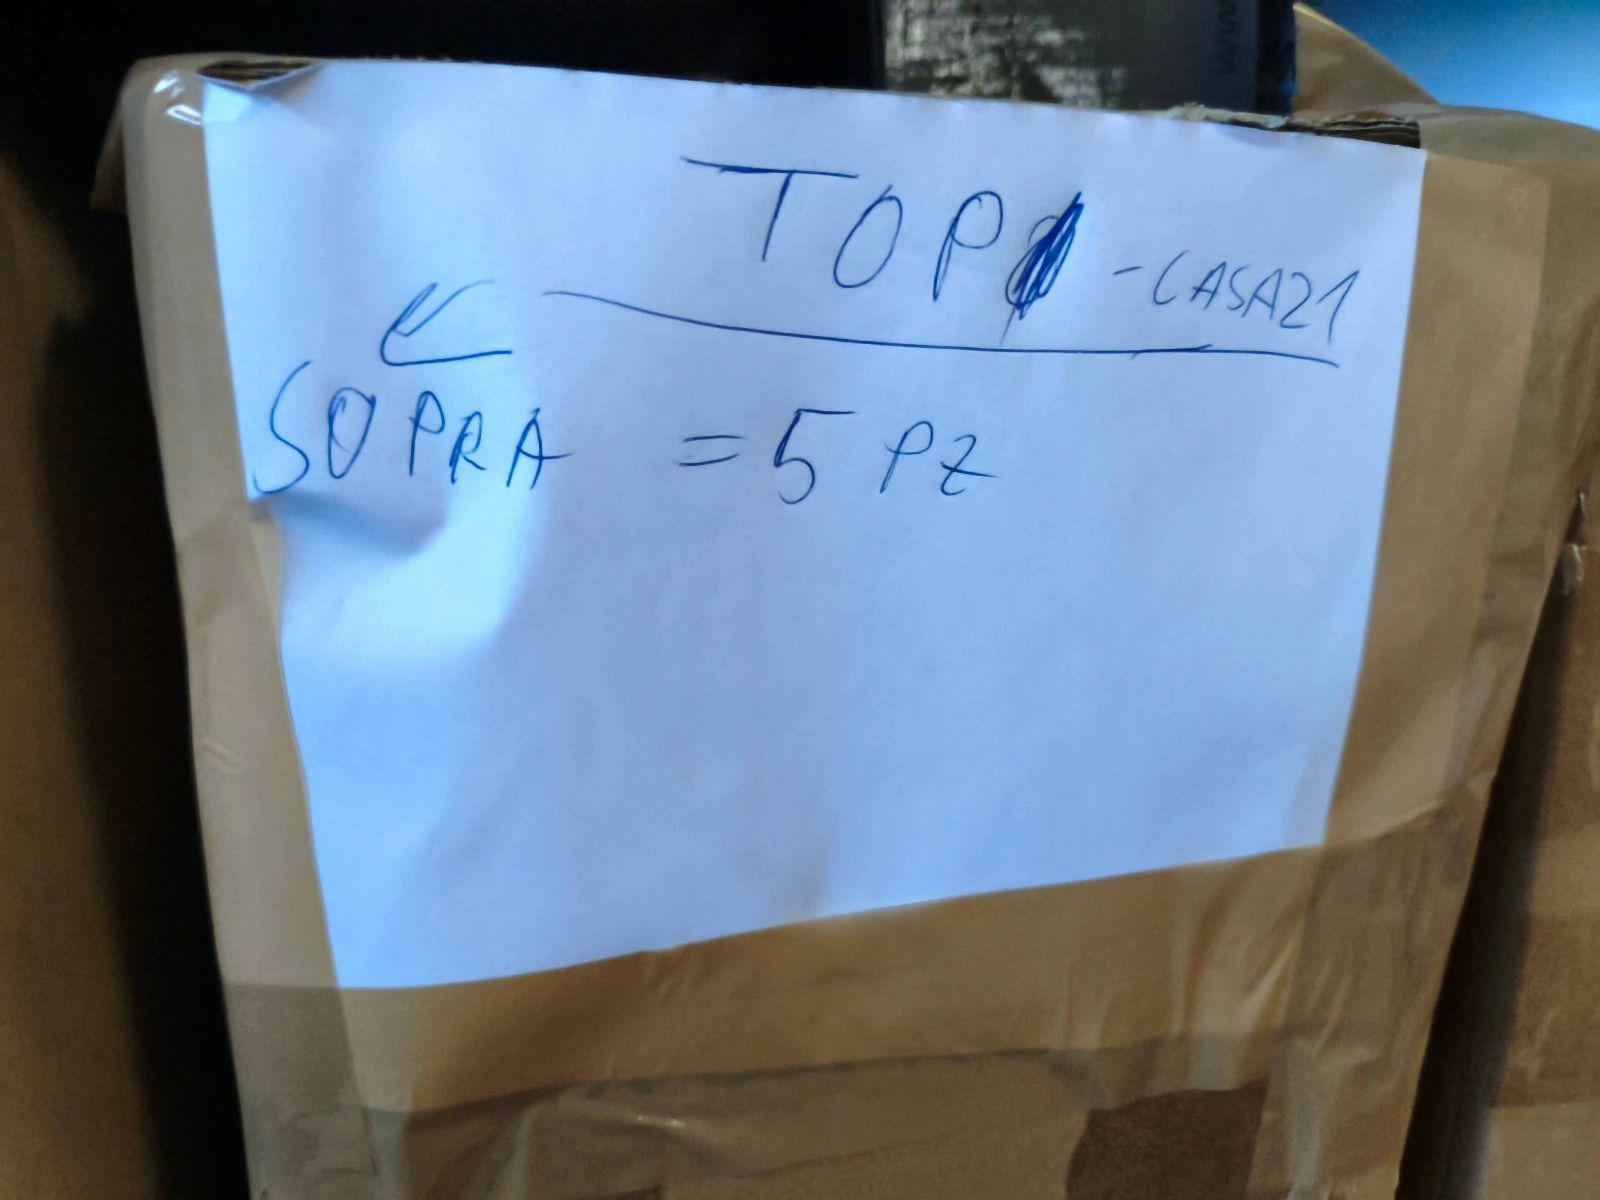 TOP -CASA21
SOPRA = 5 PZ